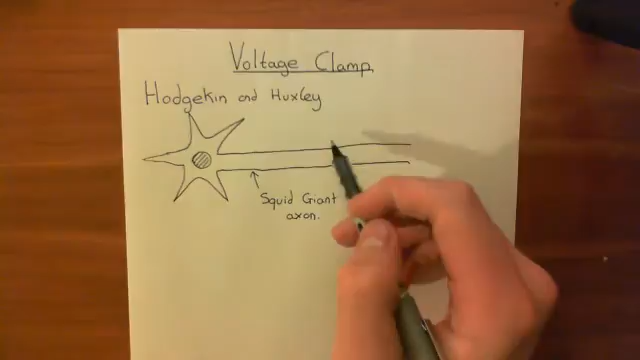 Voltage Clamp
Hodgekin and Huxley
Squid Giant
axon.